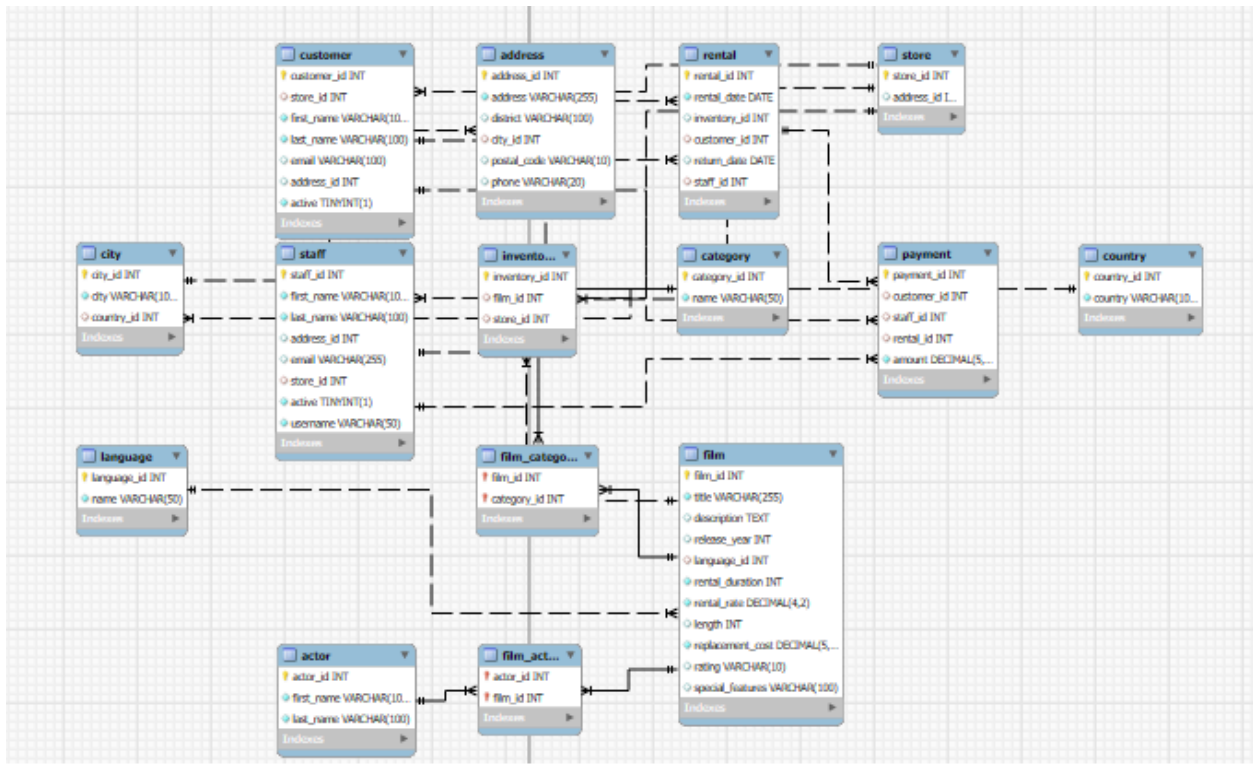 customer
customer_id INT
store_id INT
first_name VARCHAR(10...
last_name VARCHAR(100)
email VARCHAR(100)
address_id INT
active TINYINT(1)
Indexes
address
address_id INT
address VARCHAR(255)
district VARCHAR(100)
city_id INT
postal_code VARCHAR(10)
phone VARCHAR(20)
Indexes
rental
rental_id INT
rental_date DATE
inventory_id INT
customer_id INT
return_date DATE
staff_id INT
Indexes
store
store_id INT
address_id I...
Indexes
city
city_id INT
city VARCHAR(10...
country_id INT
Indexes
staff
staff_id INT
first_name VARCHAR(10...
last_name VARCHAR(100)
address_id INT
email VARCHAR(255)
store_id INT
active TINYINT(1)
username VARCHAR(50)
Indexes
invento...
inventory_id INT
film_id INT
store_id INT
Indexes
category
category_id INT
name VARCHAR(50)
Indexes
payment
payment_id INT
customer_id INT
staff_id INT
rental_id INT
amount DECIMAL(5,...
Indexes
country
country_id INT
country VARCHAR(10...
Indexes
language
language_id INT
name VARCHAR(50)
Indexes
film_catego...
film_id INT
category_id INT
Indexes
film
film_id INT
title VARCHAR(255)
description TEXT
release_year INT
language_id INT
rental_duration INT
rental_rate DECIMAL(4,2)
length INT
replacement_cost DECIMAL(5,...
rating VARCHAR(10)
special_features VARCHAR(100)
Indexes
actor
actor_id INT
first_name VARCHAR(10...
last_name VARCHAR(100)
Indexes
film_act...
actor_id INT
film_id INT
Indexes